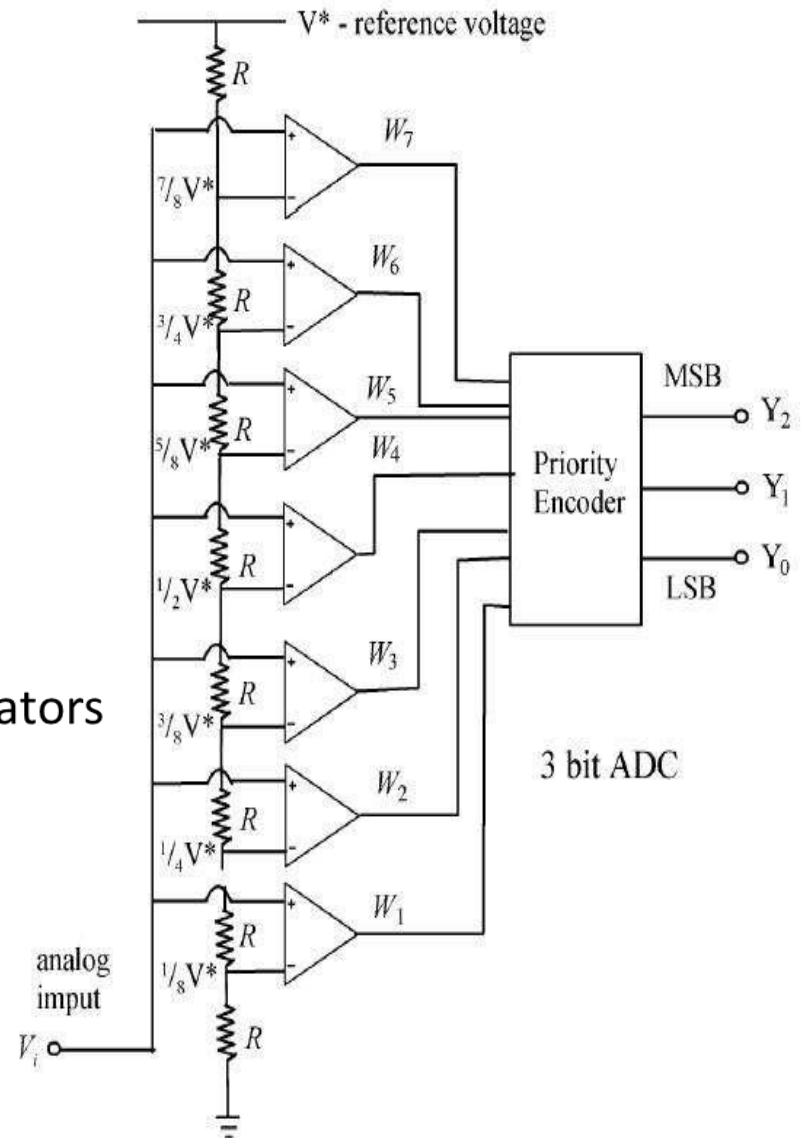 V* - reference voltage
R
W₇
⁷/₈V*
W₆
R
³/₄V*
W₅
R
⁵/₈V*
W₄
MSB
Y₂
Priority
Encoder
Y₁
R
¹/₂V*
Y₀
LSB
W₃
R
ators
³/₈V*
3 bit ADC
W₂
R
¹/₄V*
W₁
R
analog
imput
¹/₈V*
R
Vᵢ